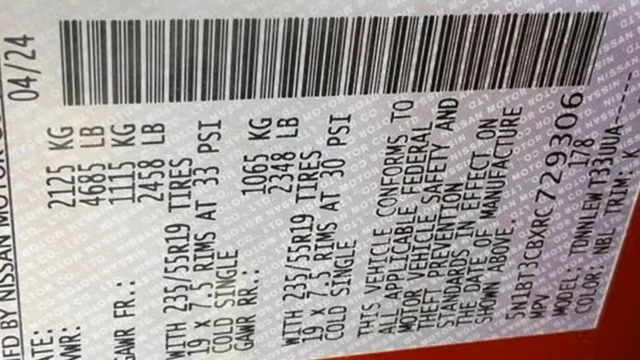 MFD BY NISSAN MOTOR
ATE: 04/24
VWR: 2125 KG
4685 LB
GAWR FR.: 1115 KG
2458 LB
WITH 235/55R19 TIRES
19 x 7.5 RIMS AT 33 PSI
COLD SINGLE
GAWR RR.: 1065 KG
2348 LB
WITH 235/55R19 TIRES
19 x 7.5 RIMS AT 30 PSI
COLD SINGLE
THIS VEHICLE CONFORMS TO
ALL APPLICABLE FEDERAL
MOTOR VEHICLE SAFETY AND
THEFT PREVENTION
STANDARDS IN EFFECT ON
THE DATE OF MANUFACTURE
SHOWN ABOVE.
5N1BT3CBXRC729306
MPV 178
MODEL: TDMNLEWT33UUA-----
COLOR: NBL TRIM: K